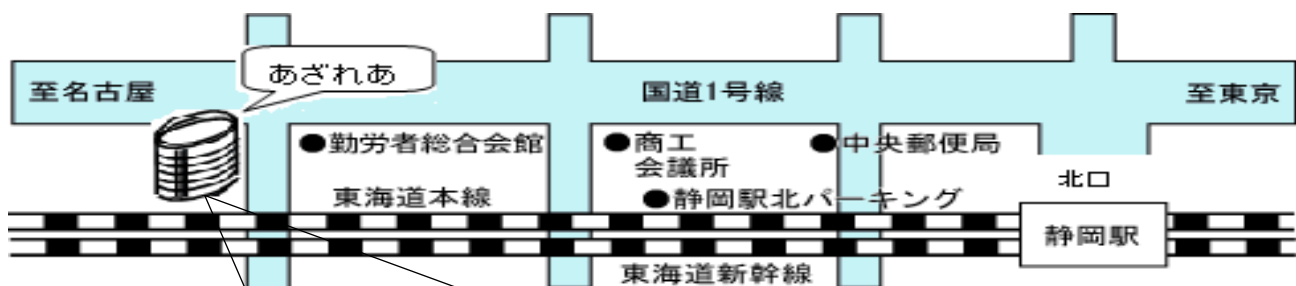 あざれあ
至名古屋
国道1号線
至東京
●勤労者総合会館
●商工
会議所
●中央郵便局
北口
東海道本線
●静岡駅北パーキング
静岡駅
東海道新幹線